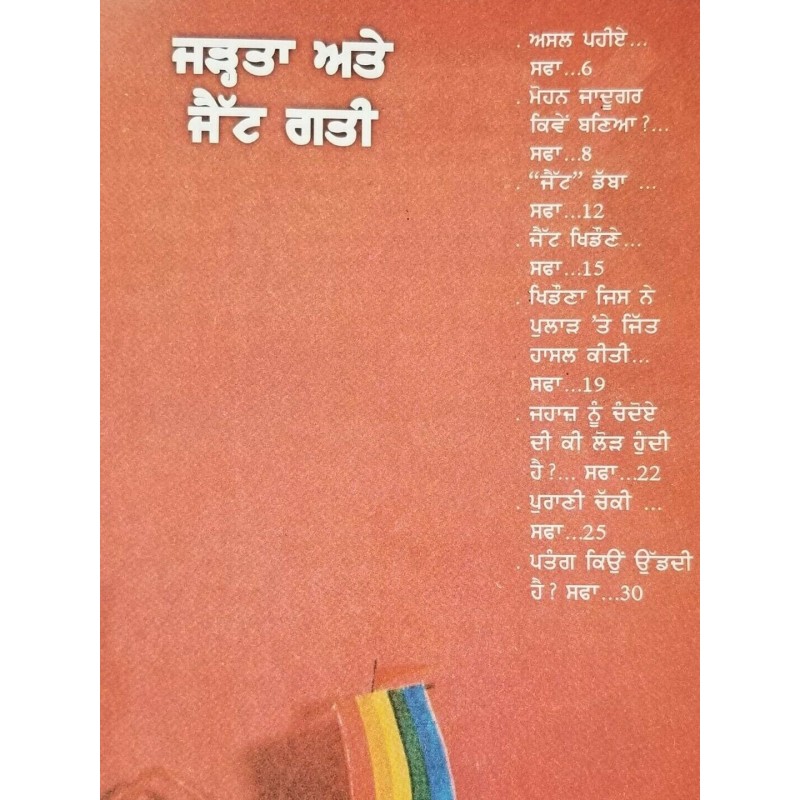 ਜੜ੍ਹਤਾ ਅਤੇ
ਜੈੱਟ ਗਤੀ
. ਅਸਲ ਪਹੀਏ...
ਸਫਾ...6
. ਮੋਹਨ ਜਾਦੂਗਰ
ਕਿਵੇਂ ਬਣਿਆ?...
ਸਫਾ...8
. “ਜੈੱਟ” ਡੱਬਾ ...
ਸਫਾ...12
. ਜੈੱਟ ਖਿਡੌਣੇ...
ਸਫਾ...15
. ਖਿਡੌਣਾ ਜਿਸ ਨੇ
ਪੁਲਾੜ ’ਤੇ ਜਿੱਤ
ਹਾਸਲ ਕੀਤੀ...
ਸਫਾ...19
. ਜਹਾਜ਼ ਨੂੰ ਚੰਦੋਏ
ਦੀ ਕੀ ਲੋੜ ਹੁੰਦੀ
ਹੈ?... ਸਫਾ...22
. ਪੁਰਾਣੀ ਚੱਕੀ ...
ਸਫਾ...25
. ਪਤੰਗ ਕਿਉਂ ਉੱਡਦੀ
ਹੈ? ਸਫਾ...30